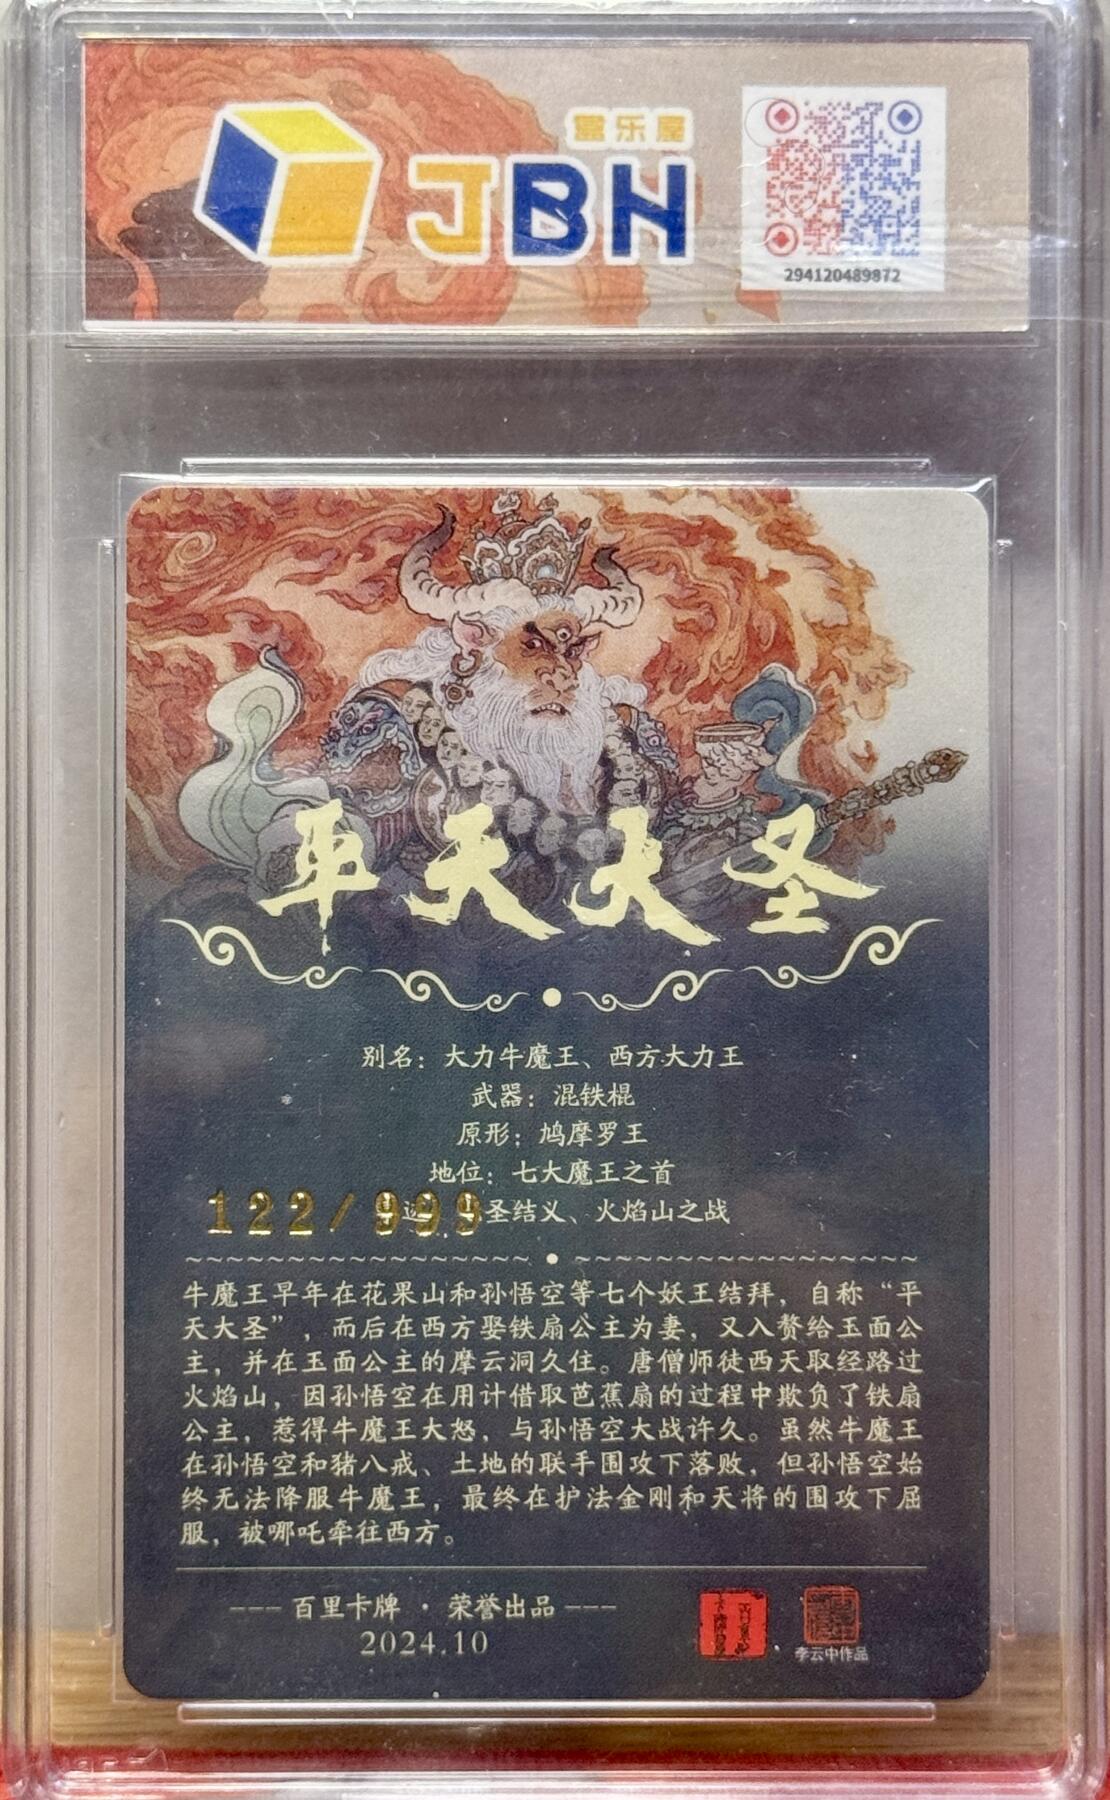 盒乐屋
JBH
294120489872
平天大圣
别名：大力牛魔王、西方大力王
武器：混铁棍
原形：鸠摩罗王
地位：七大魔王之首
圣结义、火焰山之战
122/999
牛魔王早年在花果山和孙悟空等七个妖王结拜，自称“平
天大圣”，而后在西方娶铁扇公主为妻，又入赘给玉面公
主，并在玉面公主的摩云洞久住。唐僧师徒西天取经路过
火焰山，因孙悟空在用计借取芭蕉扇的过程中欺负了铁扇
公主，惹得牛魔王大怒，与孙悟空大战许久。虽然牛魔王
在孙悟空和猪八戒、土地的联手围攻下落败，但孙悟空始
终无法降服牛魔王，最终在护法金刚和天将的围攻下屈
服，被哪吒牵往西方。
--- 百里卡牌 · 荣誉出品 ---
2024.10
李云中作品